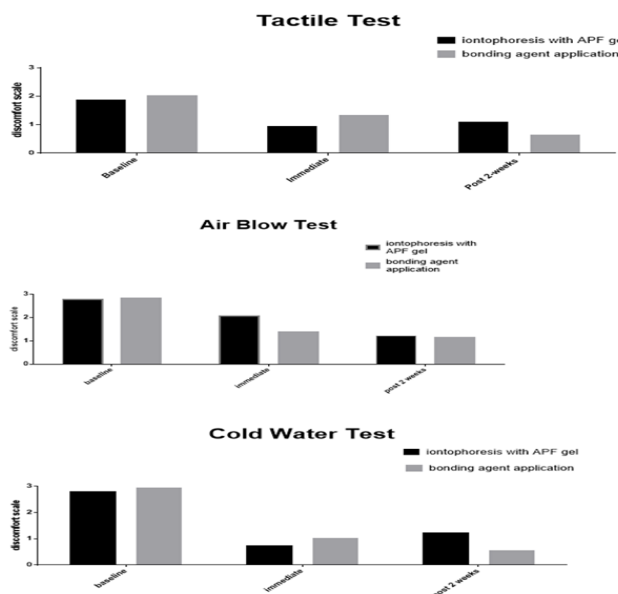 Tactile Test
iontophoresis with APF gel
bonding agent application
discomfort scale
3
2
1
0
Baseline
Immediate
Post 2-weeks
Air Blow Test
iontophoresis with
APF gel
bonding agent
application
discomfort scale
3
2
1
0
baseline
immediate
post 2 weeks
Cold Water Test
iontophoresis with APF gel
bonding agent application
discomfort scale
3
2
1
0
baseline
immediate
post 2 weeks